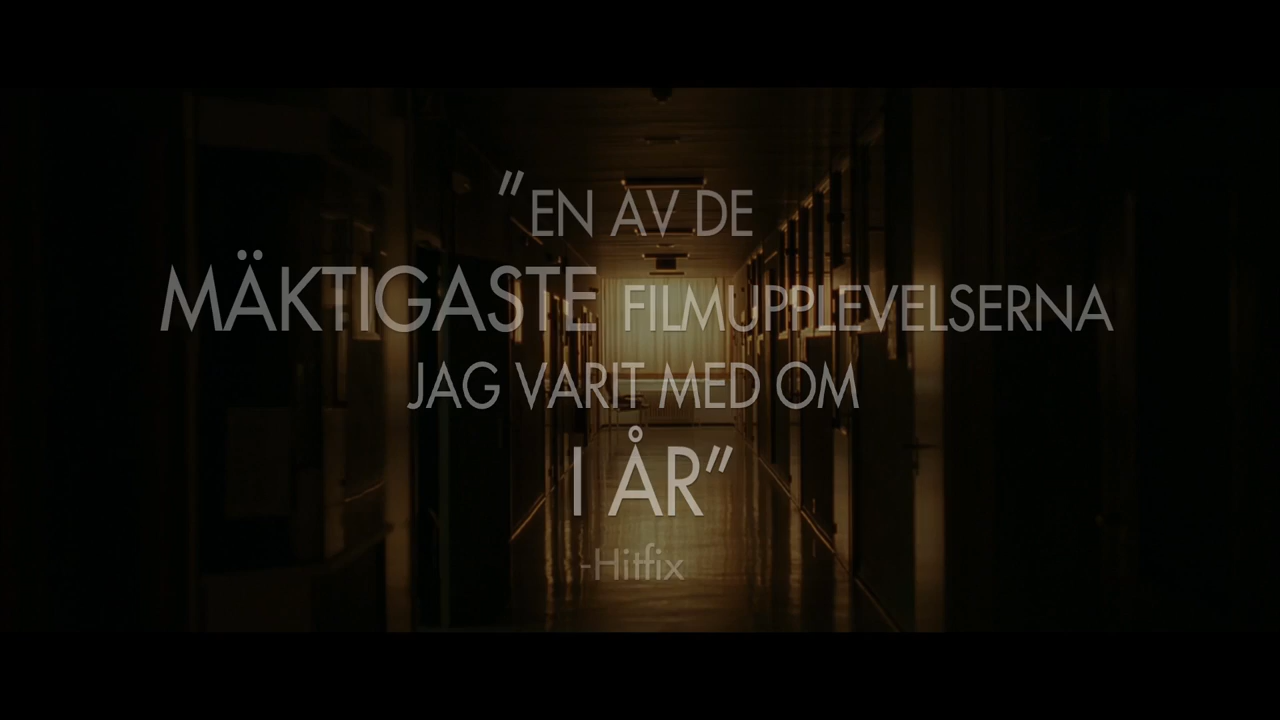 "EN AV DE
MÄKTIGASTE FILMUPPLEVELSERNA
JAG VARIT MED OM
I ÅR"
-Hitfix